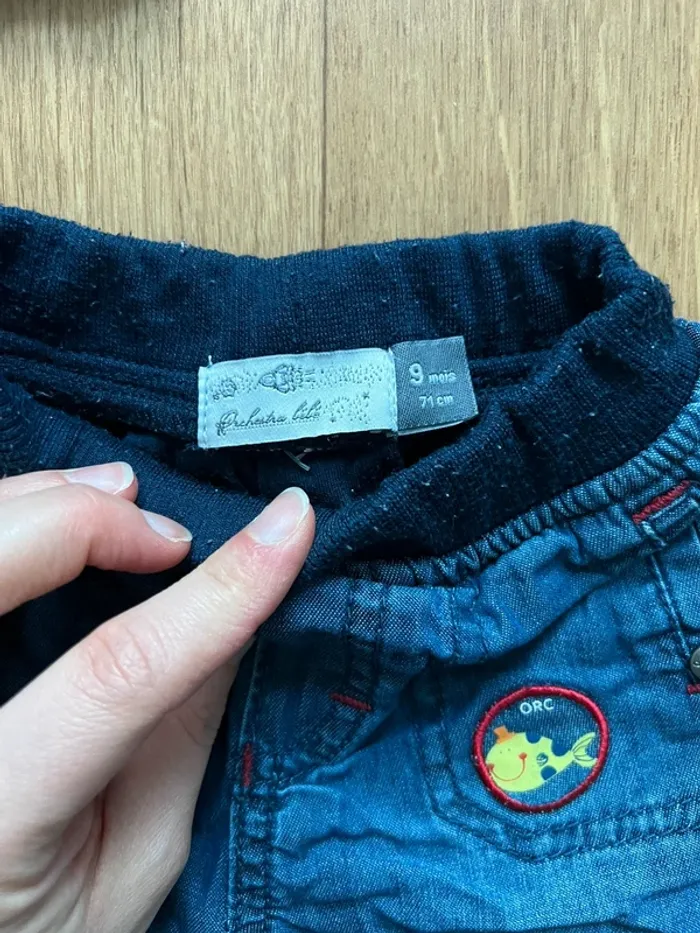 Orchestra bébé
9 mois
71 cm
ORC